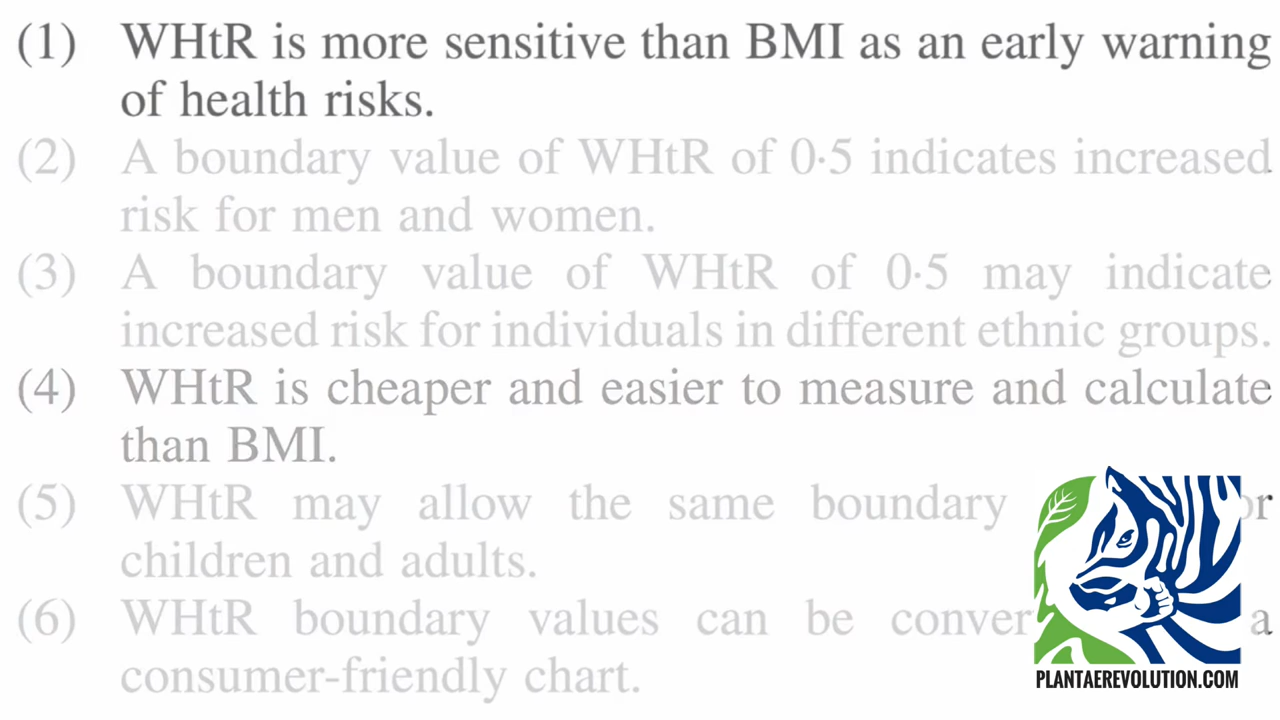 (1) WHtR is more sensitive than BMI as an early warning
of health risks.
(2) A boundary value of WHtR of 0·5 indicates increased
risk for men and women.
(3) A boundary value of WHtR of 0·5 may indicate
increased risk for individuals in different ethnic groups.
(4) WHtR is cheaper and easier to measure and calculate
than BMI.
(5) WHtR may allow the same boundary
children and adults.
(6) WHtR boundary values can be a
consumer-friendly chart.
PLANTAEREVOLUTION.COM